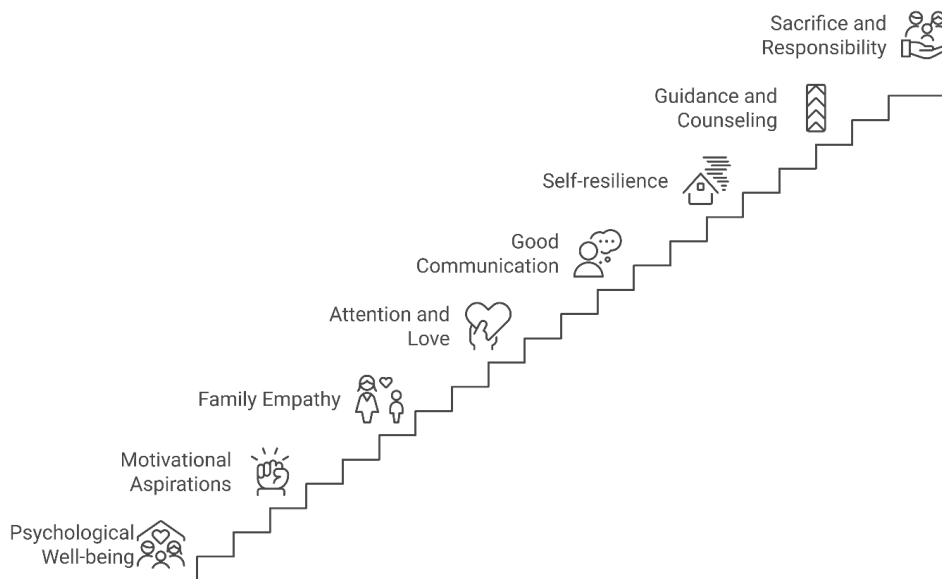 Sacrifice and
Responsibility
Guidance and
Counseling
Self-resilience
Good
Communication
Attention and
Love
Family Empathy
Motivational
Aspirations
Psychological
Well-being